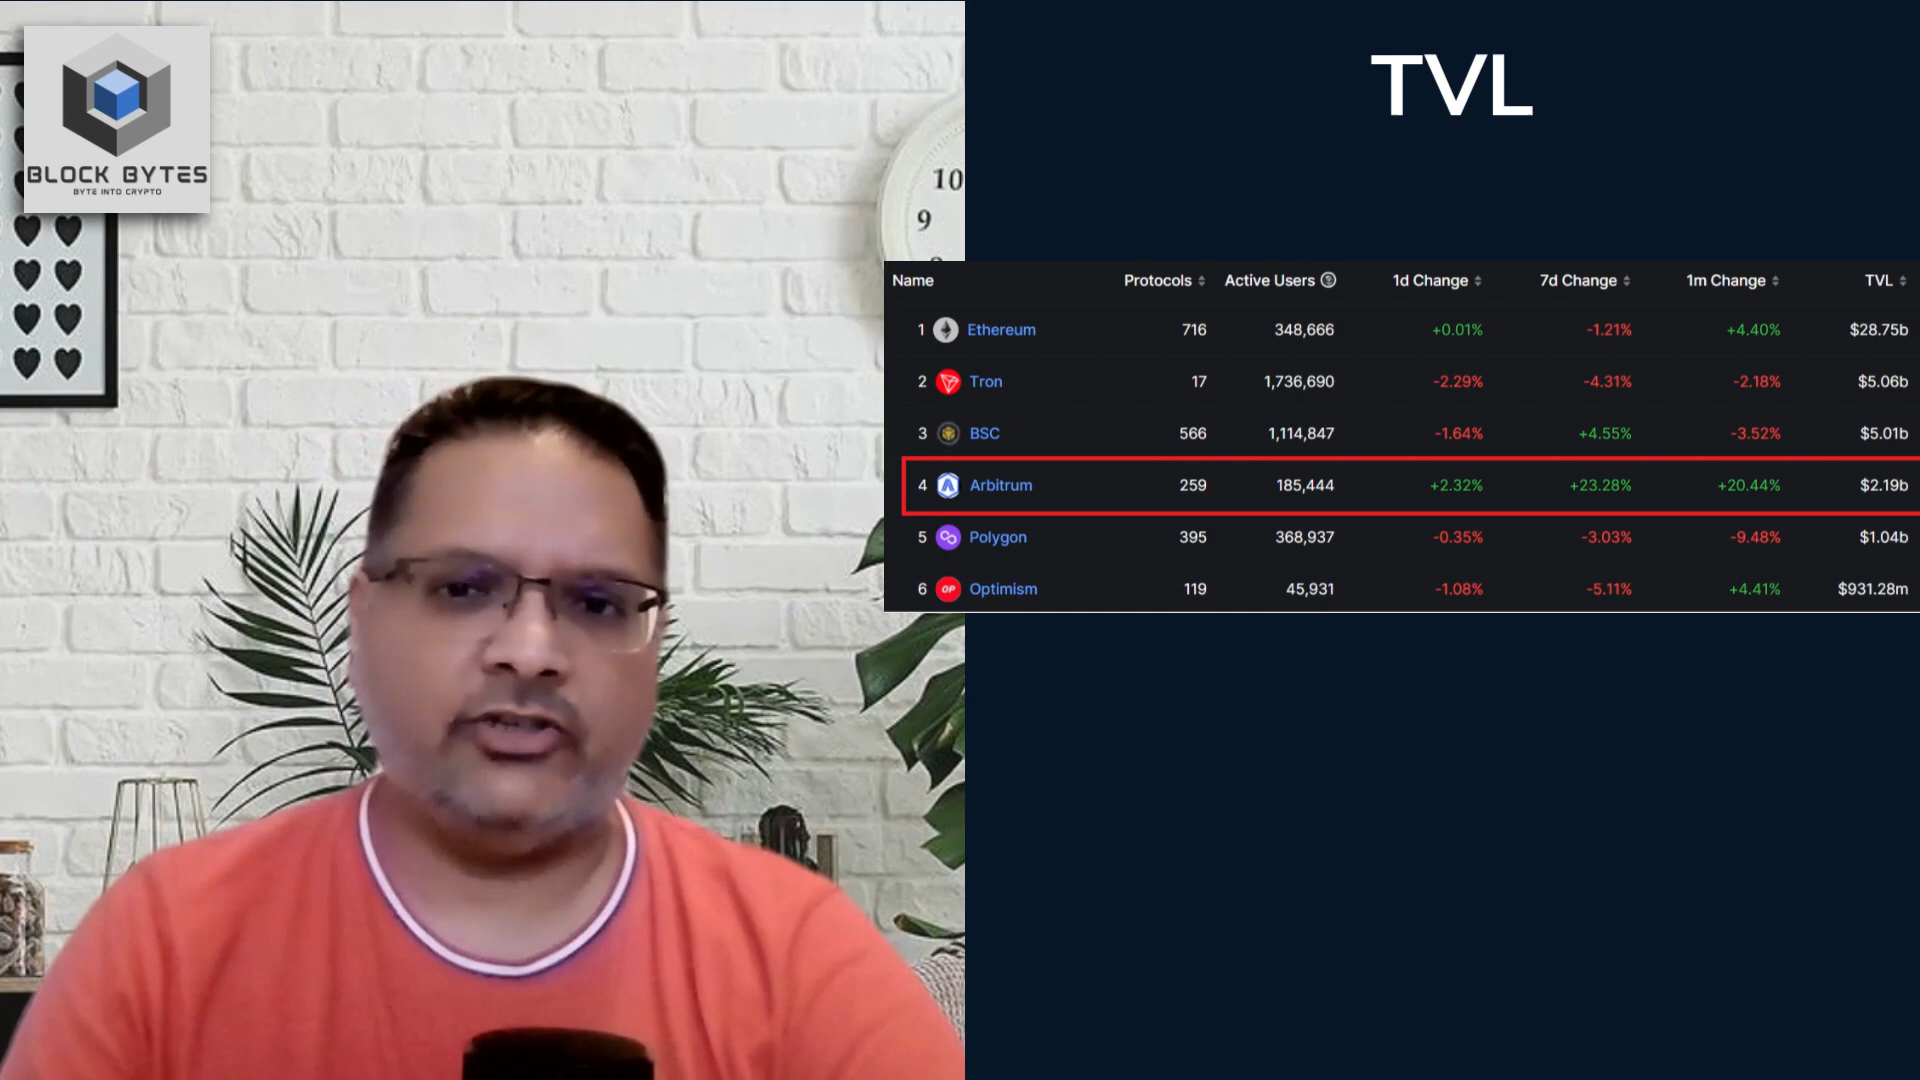 BLOCK BYTES
BYTE INTO CRYPTO
10
9
TVL
Name Protocols Active Users 1d Change 7d Change 1m Change TVL
1 Ethereum 716 348,666 +0.01% -1.21% +4.40% $28.75b
2 Tron 17 1,736,690 -2.29% -4.31% -2.18% $5.06b
3 BSC 566 1,114,847 -1.64% +4.55% -3.52% $5.01b
4 Arbitrum 259 185,444 +2.32% +23.28% +20.44% $2.19b
5 Polygon 395 368,937 -0.35% -3.03% -9.48% $1.04b
6 OP Optimism 119 45,931 -1.08% -5.11% +4.41% $931.28m